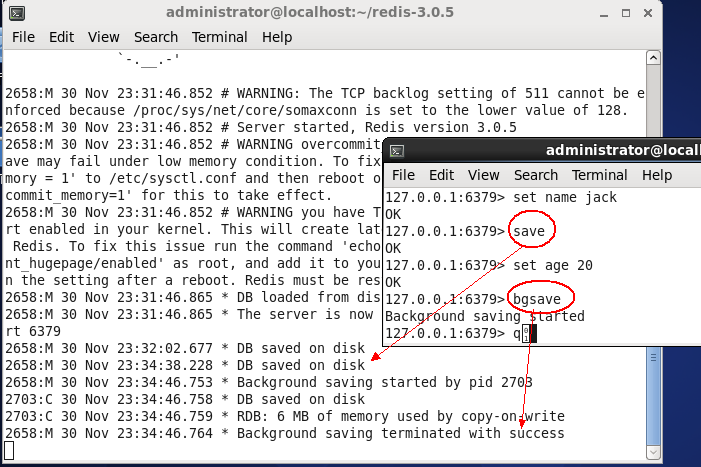 administrator@localhost:~/redis-3.0.5
File Edit View Search Terminal Help
`-.__.-'
2658:M 30 Nov 23:31:46.852 # WARNING: The TCP backlog setting of 511 cannot be e
nforced because /proc/sys/net/core/somaxconn is set to the lower value of 128.
2658:M 30 Nov 23:31:46.852 # Server started, Redis version 3.0.5
2658:M 30 Nov 23:31:46.852 # WARNING overcommit
ave may fail under low memory condition. To fix
mory = 1' to /etc/sysctl.conf and then reboot o
commit_memory=1' for this to take effect.
2658:M 30 Nov 23:31:46.852 # WARNING you have T
rt enabled in your kernel. This will create lat
Redis. To fix this issue run the command 'echo
nt_hugepage/enabled' as root, and add it to you
n the setting after a reboot. Redis must be res
2658:M 30 Nov 23:31:46.865 * DB loaded from dis
2658:M 30 Nov 23:31:46.865 * The server is now
rt 6379
2658:M 30 Nov 23:32:02.677 * DB saved on disk
2658:M 30 Nov 23:34:38.228 * DB saved on disk
2658:M 30 Nov 23:34:46.753 * Background saving started by pid 2703
2703:C 30 Nov 23:34:46.758 * DB saved on disk
2703:C 30 Nov 23:34:46.759 * RDB: 6 MB of memory used by copy-on-write
2658:M 30 Nov 23:34:46.764 * Background saving terminated with success
administrator@local
File Edit View Search Terminal Help
127.0.0.1:6379> set name jack
OK
127.0.0.1:6379> save
OK
127.0.0.1:6379> set age 20
OK
127.0.0.1:6379> bgsave
Background saving started
127.0.0.1:6379> q